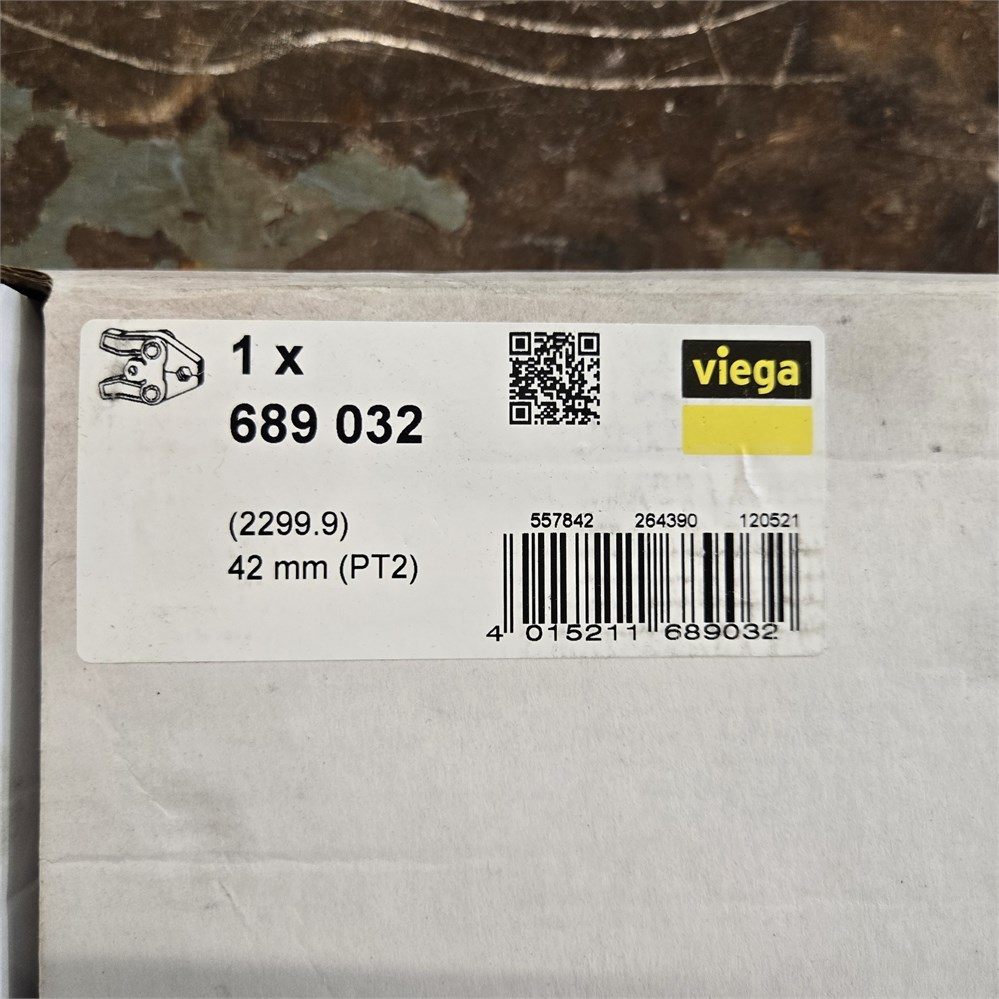 1 x
689 032
viega
(2299.9)
42 mm (PT2)
557842 264390 120521
4 015211 689032